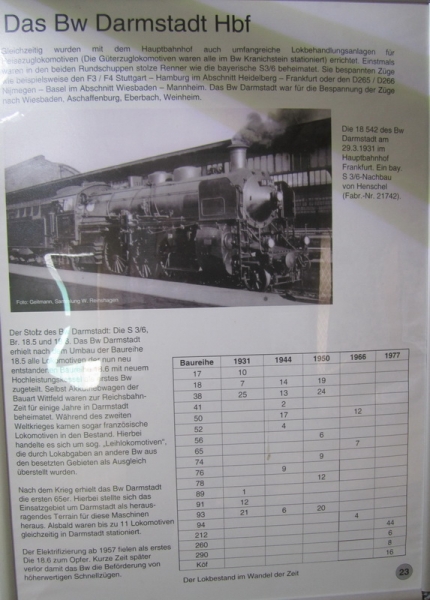 Das Bw Darmstadt Hbf
Gleichzeitig wurden mit dem Hauptbahnhof auch umfangreiche Lokbehandlungsanlagen für
Reisezuglokomotiven (Die Güterzuglokomotiven waren alle im Bw Kranichstein stationiert) errichtet. Einstmals
waren in den beiden Rundschuppen stolze Renner wie die bayerische S3/6 beheimatet. Sie bespannten Züge
wie beispielsweise den F3 / F4 Stuttgart – Hamburg im Abschnitt Heidelberg – Frankfurt oder den D265 / D266
Nijmegen – Basel im Abschnitt Wiesbaden – Mannheim. Das Bw Darmstadt war für die Bespannung der Züge
nach Wiesbaden, Aschaffenburg, Eberbach, Weinheim.
Die 18 542 des Bw
Darmstadt am
29.3.1931 im
Hauptbahnhof
Frankfurt. Ein bay.
S 3/6-Nachbau
von Henschel
(Fabr.-Nr. 21742).
Foto: Gellmann, Sammlung W. Reimhagen
Der Stolz des Bw Darmstadt: Die S 3/6,
Br. 18.5 und Das Bw Darmstadt
erhielt nach dem Umbau der Baureihe
18.5 alle Lokomotiven der nun neu
entstandenen 18.6 mit neuem
Hochleistungskessel erstes Bw
zugeteilt. Selbst Akkutriebwagen der
Bauart Wittfeld waren zur Reichsbahn-
Zeit für einige Jahre in Darmstadt
beheimatet. Während des zweiten
Weltkrieges kamen sogar französische
Lokomotiven in den Bestand. Hierbei
handelte es sich um sog. „Leihlokomotiven",
die durch Lokabgaben an andere Bw aus
den besetzten Gebieten als Ausgleich
überstellt wurden.
Nach dem Krieg erhielt das Bw Darmstadt
die ersten 65er. Hierbei stellte sich das
Einsatzgebiet um Darmstadt als heraus-
ragendes Terrain für diese Maschinen
heraus. Alsbald waren bis zu 11 Lokomotiven
gleichzeitig in Darmstadt stationiert.
Der Elektrifizierung ab 1957 fielen als erstes
Die 18.6 zum Opfer. Kurze Zeit später
verlor damit das Bw die Beförderung von
höherwertigen Schnellzügen.
Baureihe 1931 1944 1950 1966 1977
17 10
18 7 14 19
38 25 13 24
41 2
50 17 12
52 4
56 6
65 7
74 9
76 9
78 12
89 1
91 12
93 21 6 20
94 4
212 44
260 6
290 8
Köf 16
Der Lokbestand im Wandel der Zeit
23